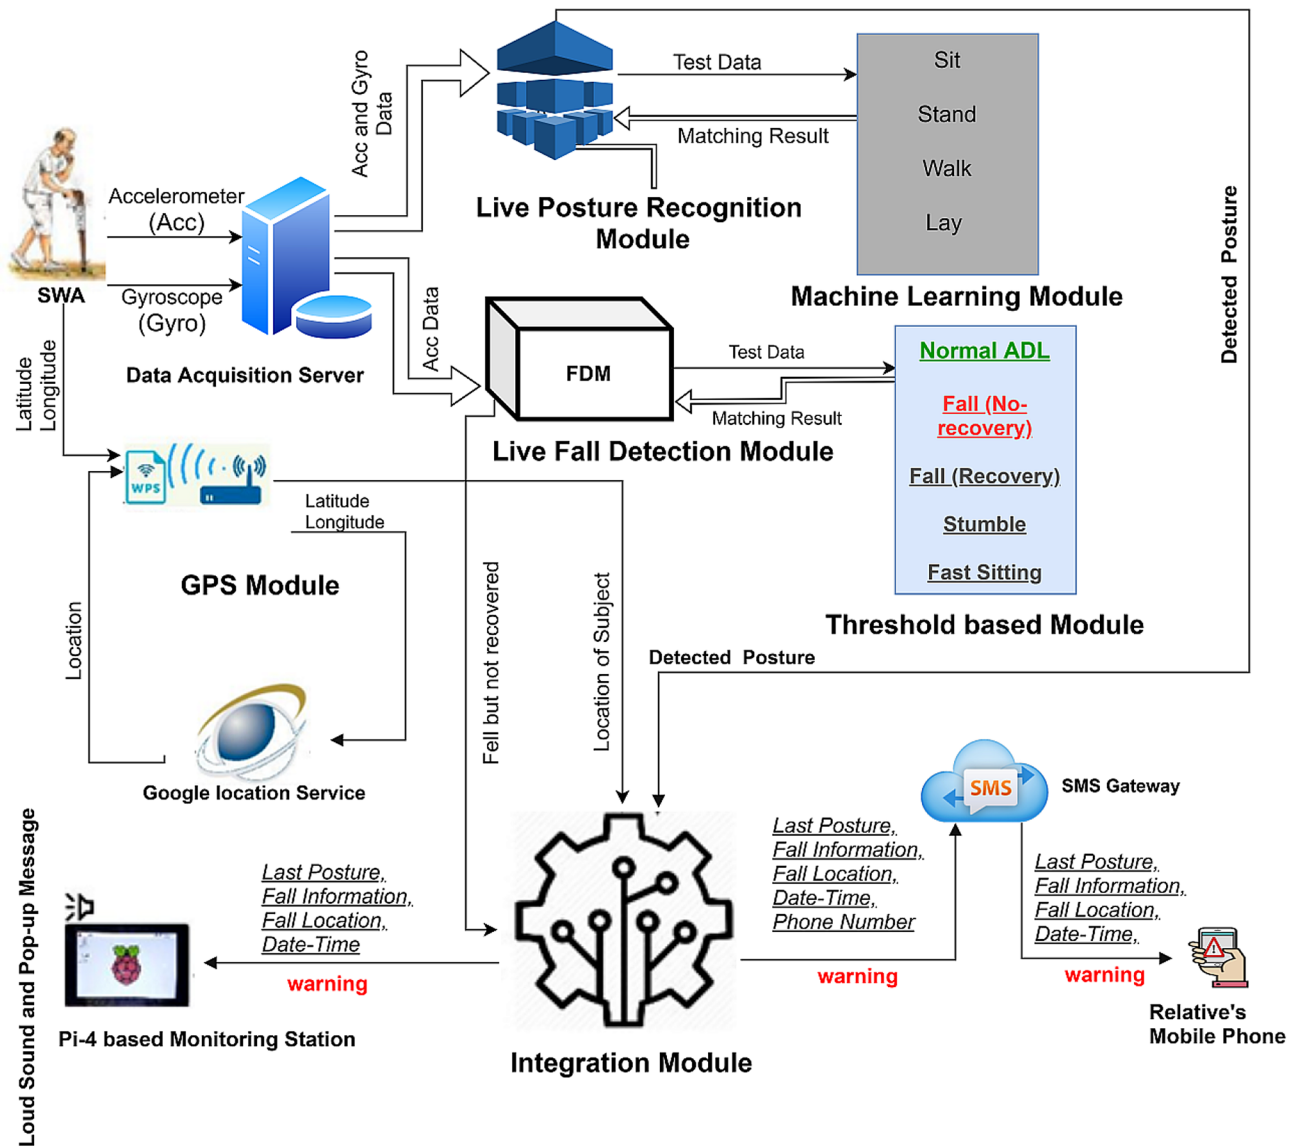 Acc and Gyro
Data
Test Data
Matching Result
Sit
Stand
Walk
Lay
Live Posture Recognition
Module
Machine Learning Module
Detected Posture
Accelerometer
(Acc)
Gyroscope
(Gyro)
SWA
Data Acquisition Server
Acc Data
FDM
Test Data
Matching Result
Live Fall Detection Module
Normal ADL
Fall (No-
recovery)
Fall (Recovery)
Stumble
Fast Sitting
Threshold based Module
Latitude
Longitude
WPS
Latitude
Longitude
GPS Module
Location
Google location Service
Fell but not recovered
Location of Subject
Detected Posture
SMS
SMS Gateway
Last Posture,
Fall Information,
Fall Location,
Date-Time,
Phone Number
warning
Last Posture,
Fall Information,
Fall Location,
Date-Time,
warning
Relative's
Mobile Phone
Last Posture,
Fall Information,
Fall Location,
Date-Time
warning
Loud Sound and Pop-up Message
Pi-4 based Monitoring Station
Integration Module